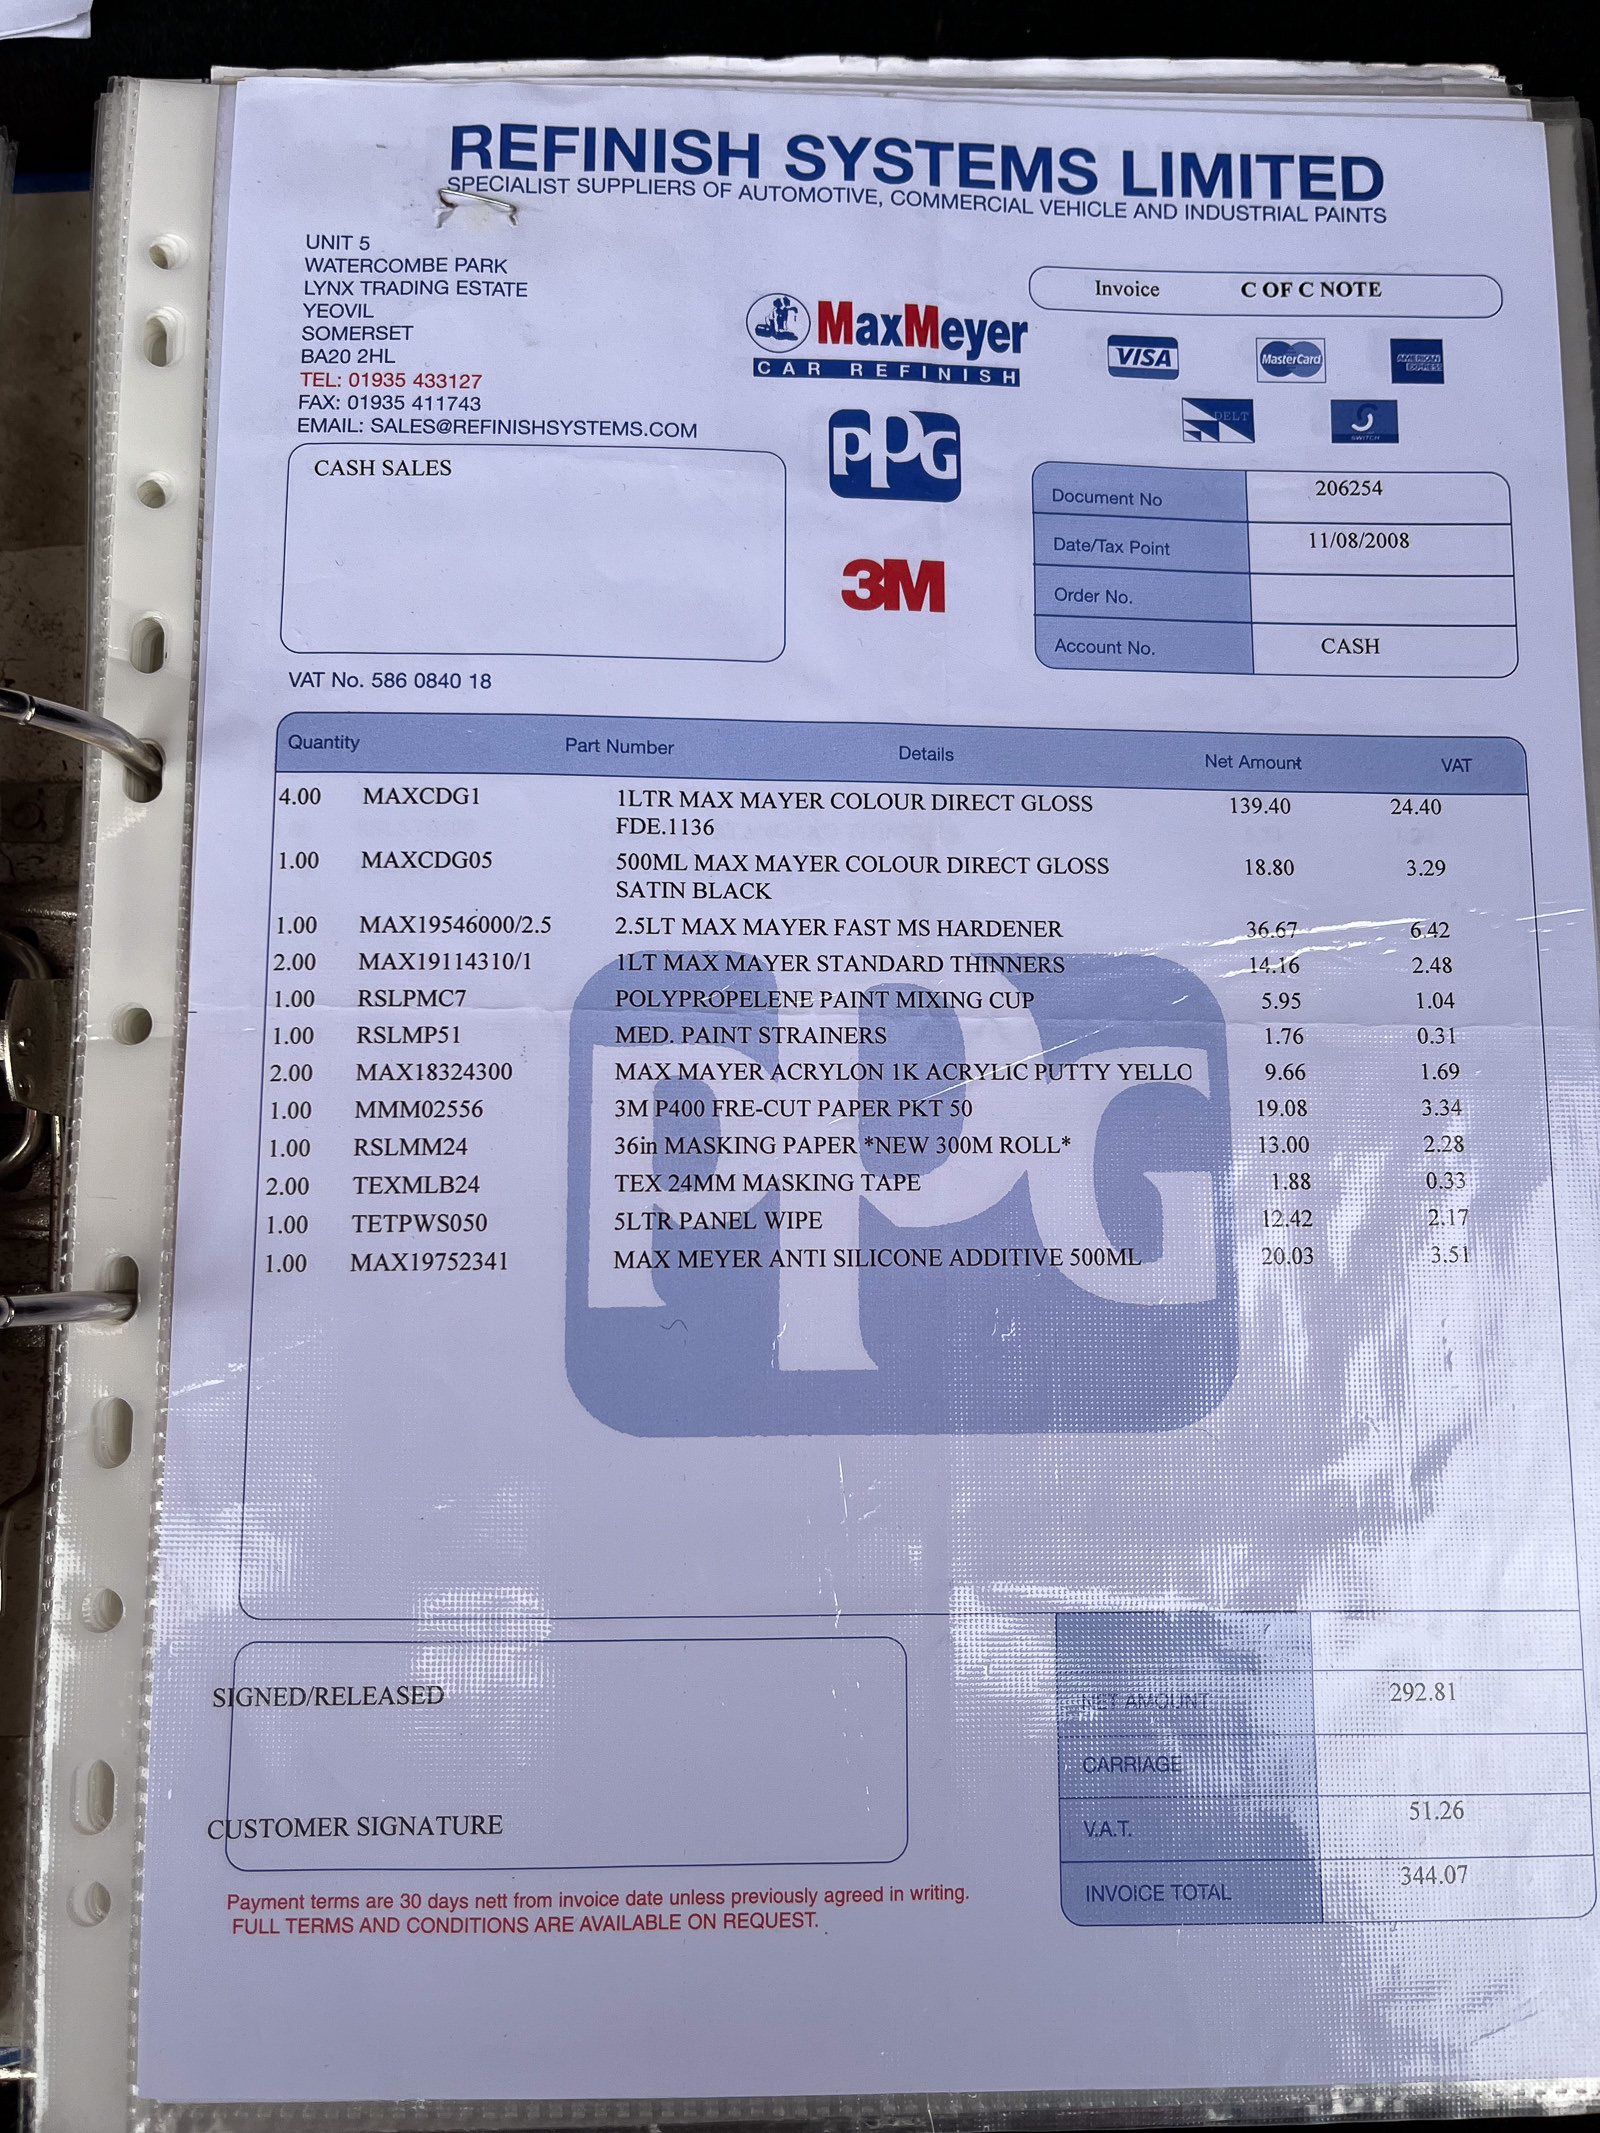 REFINISH SYSTEMS LIMITED
SPECIALIST SUPPLIERS OF AUTOMOTIVE, COMMERCIAL VEHICLE AND INDUSTRIAL PAINTS
UNIT 5
WATERCOMBE PARK
LYNX TRADING ESTATE
YEOVIL
SOMERSET
BA20 2HL
TEL: 01935 433127
FAX: 01935 411743
EMAIL: SALES@REFINISHSYSTEMS.COM
MaxMeyer
CAR REFINISH
PPG
3M
Invoice C OF C NOTE
VISA MasterCard AMERICAN EXPRESS
DELT SWITCH
CASH SALES
Document No 206254
Date/Tax Point 11/08/2008
Order No.
Account No. CASH
VAT No. 586 0840 18
Quantity Part Number Details Net Amount VAT
4.00 MAXCDG1 1LTR MAX MAYER COLOUR DIRECT GLOSS 139.40 24.40
FDE.1136
1.00 MAXCDG05 500ML MAX MAYER COLOUR DIRECT GLOSS 18.80 3.29
SATIN BLACK
1.00 MAX19546000/2.5 2.5LT MAX MAYER FAST MS HARDENER 36.67 6.42
2.00 MAX19114310/1 1LT MAX MAYER STANDARD THINNERS 14.16 2.48
1.00 RSLPMC7 POLYPROPELENE PAINT MIXING CUP 5.95 1.04
1.00 RSLMP51 MED. PAINT STRAINERS 1.76 0.31
2.00 MAX18324300 MAX MAYER ACRYLON 1K ACRYLIC PUTTY YELLO 9.66 1.69
1.00 MMM02556 3M P400 FRE-CUT PAPER PKT 50 19.08 3.34
1.00 RSLMM24 36in MASKING PAPER *NEW 300M ROLL* 13.00 2.28
2.00 TEXMLB24 TEX 24MM MASKING TAPE 1.88 0.33
1.00 TETPWS050 5LTR PANEL WIPE 12.42 2.17
1.00 MAX19752341 MAX MEYER ANTI SILICONE ADDITIVE 500ML 20.03 3.51
PPG
SIGNED/RELEASED
CUSTOMER SIGNATURE
NET AMOUNT 292.81
CARRIAGE
V.A.T. 51.26
INVOICE TOTAL 344.07
Payment terms are 30 days nett from invoice date unless previously agreed in writing.
FULL TERMS AND CONDITIONS ARE AVAILABLE ON REQUEST.